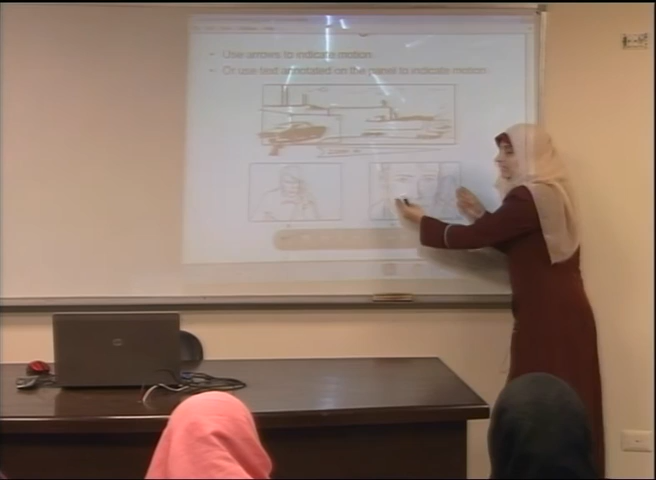 - Use arrows to indicate motion
- Or use text annotated on the panel to indicate motion